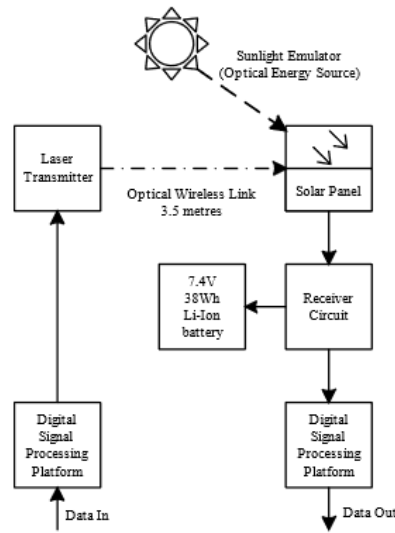 Sunlight Emulator
(Optical Energy Source)
Laser
Transmitter
Optical Wireless Link
3.5 metres
Solar Panel
7.4V
38Wh
Li-Ion
battery
Receiver
Circuit
Digital
Signal
Processing
Platform
Digital
Signal
Processing
Platform
Data In
Data Out